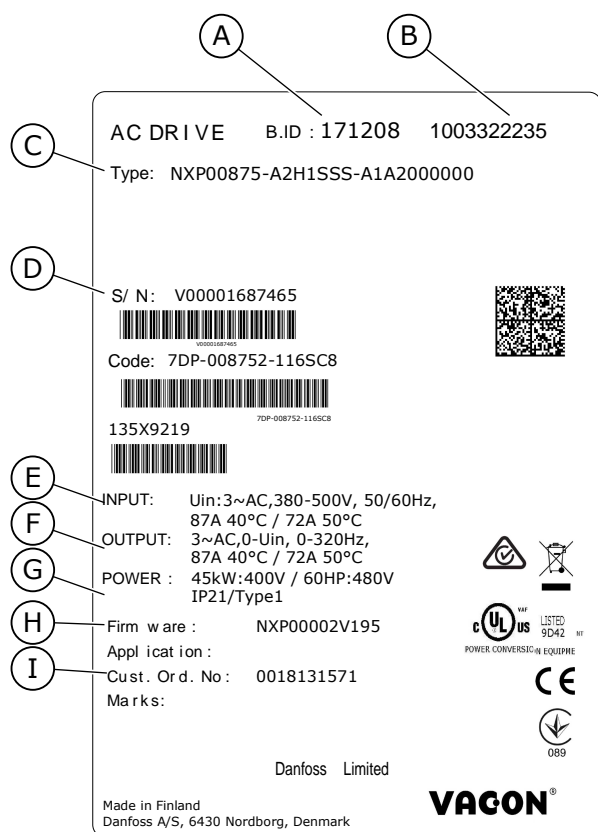 A
B
AC DRIVE B.ID : 171208 1003322235
C
Type: NXP00875-A2H1SSS-A1A2000000
D
S/ N: V00001687465
V00001687465
Code: 7DP-008752-116SC8
7DP-008752-116SC8
135X9219
E
INPUT: Uin:3~AC,380-500V, 50/60Hz,
87A 40°C / 72A 50°C
F
OUTPUT: 3~AC,0-Uin, 0-320Hz,
87A 40°C / 72A 50°C
G
POWER : 45kW:400V / 60HP:480V
IP21/Type1
H
Firm ware : NXP00002V195
Appl ication :
I
Cust. Ord. No : 0018131571
Marks:
VAF
c UL US LISTED
9D42 NT
POWER CONVERSION EQUIPME
CE
089
Danfoss Limited
Made in Finland
Danfoss A/S, 6430 Nordborg, Denmark
VACON®